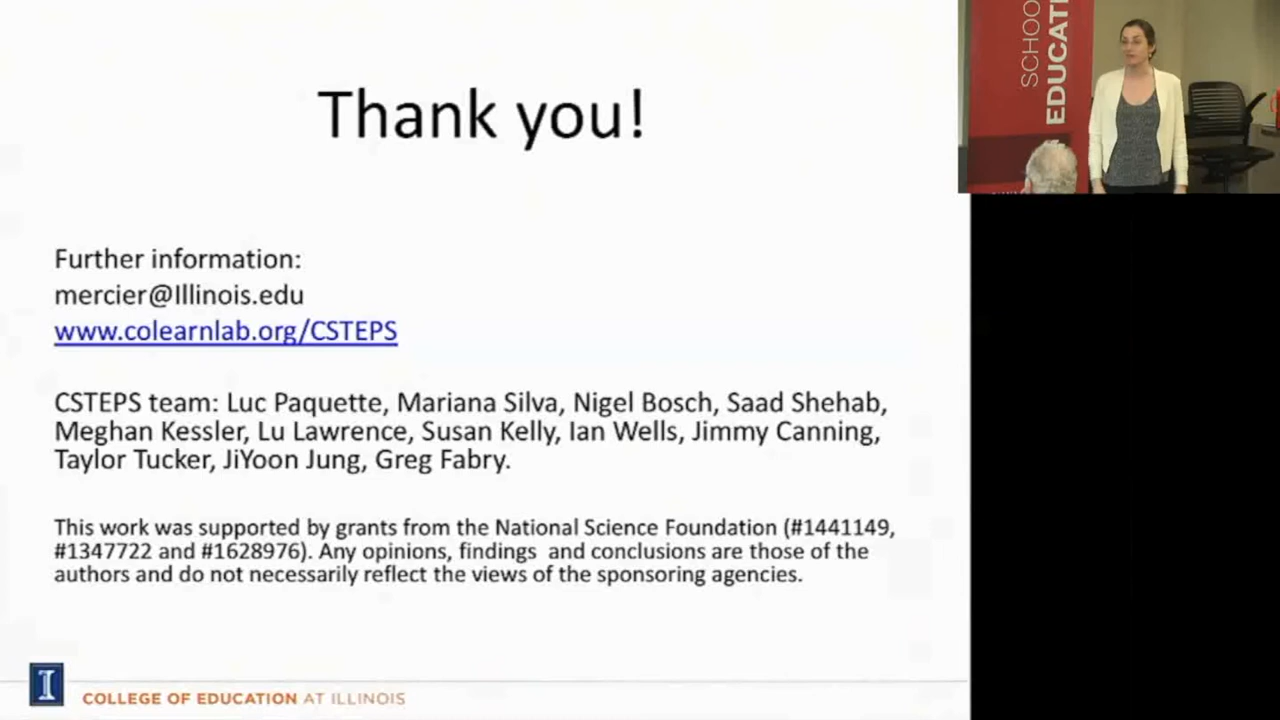 Thank you!
Further information:
mercier@Illinois.edu
www.colearnlab.org/CSTEPS
CSTEPS team: Luc Paquette, Mariana Silva, Nigel Bosch, Saad Shehab,
Meghan Kessler, Lu Lawrence, Susan Kelly, Ian Wells, Jimmy Canning,
Taylor Tucker, JiYoon Jung, Greg Fabry.
This work was supported by grants from the National Science Foundation (#1441149,
#1347722 and #1628976). Any opinions, findings and conclusions are those of the
authors and do not necessarily reflect the views of the sponsoring agencies.
I
COLLEGE OF EDUCATION AT ILLINOIS
SCHOO
EDUCATI